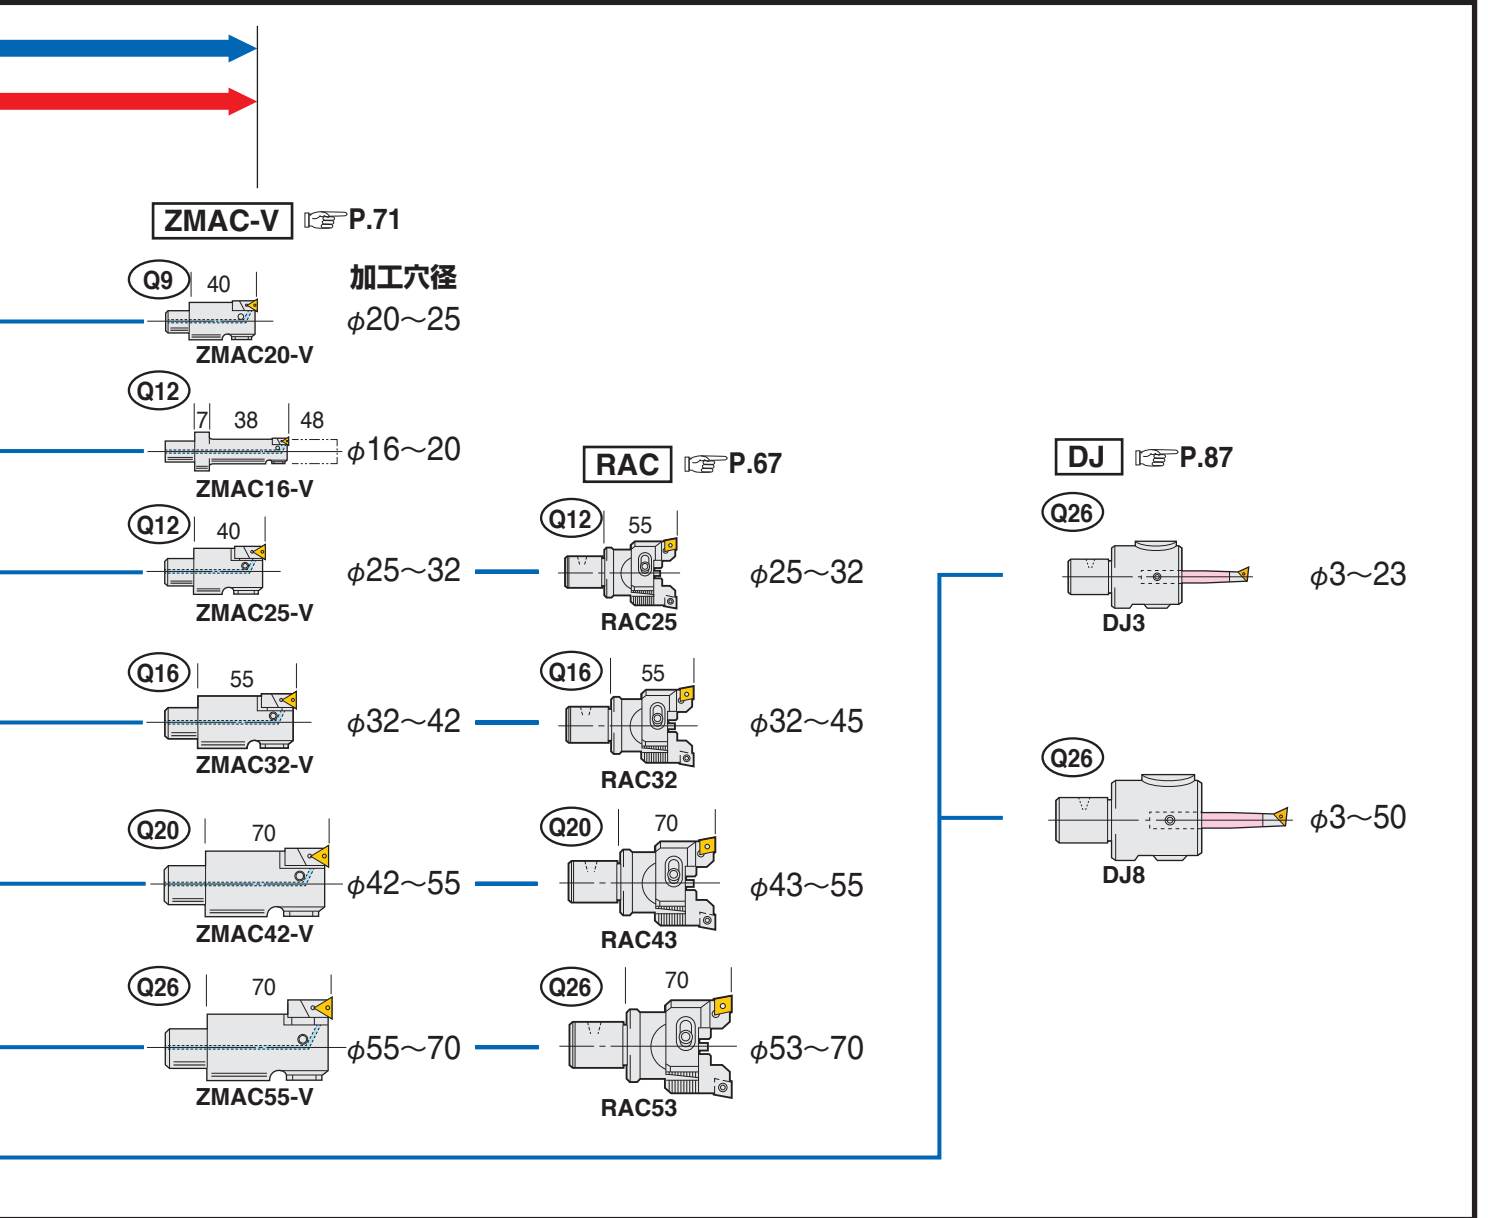 ZMAC-V ☞P.71
Q9 40 加工穴径
φ20〜25
ZMAC20-V
Q12
7 38 48
φ16〜20
ZMAC16-V
Q12 40
φ25〜32
ZMAC25-V
Q16 55
φ32〜42
ZMAC32-V
Q20 70
φ42〜55
ZMAC42-V
Q26 70
φ55〜70
ZMAC55-V
RAC ☞P.67
Q12 55
φ25〜32
RAC25
Q16 55
φ32〜45
RAC32
Q20 70
φ43〜55
RAC43
Q26 70
φ53〜70
RAC53
DJ ☞P.87
Q26
φ3〜23
DJ3
Q26
φ3〜50
DJ8